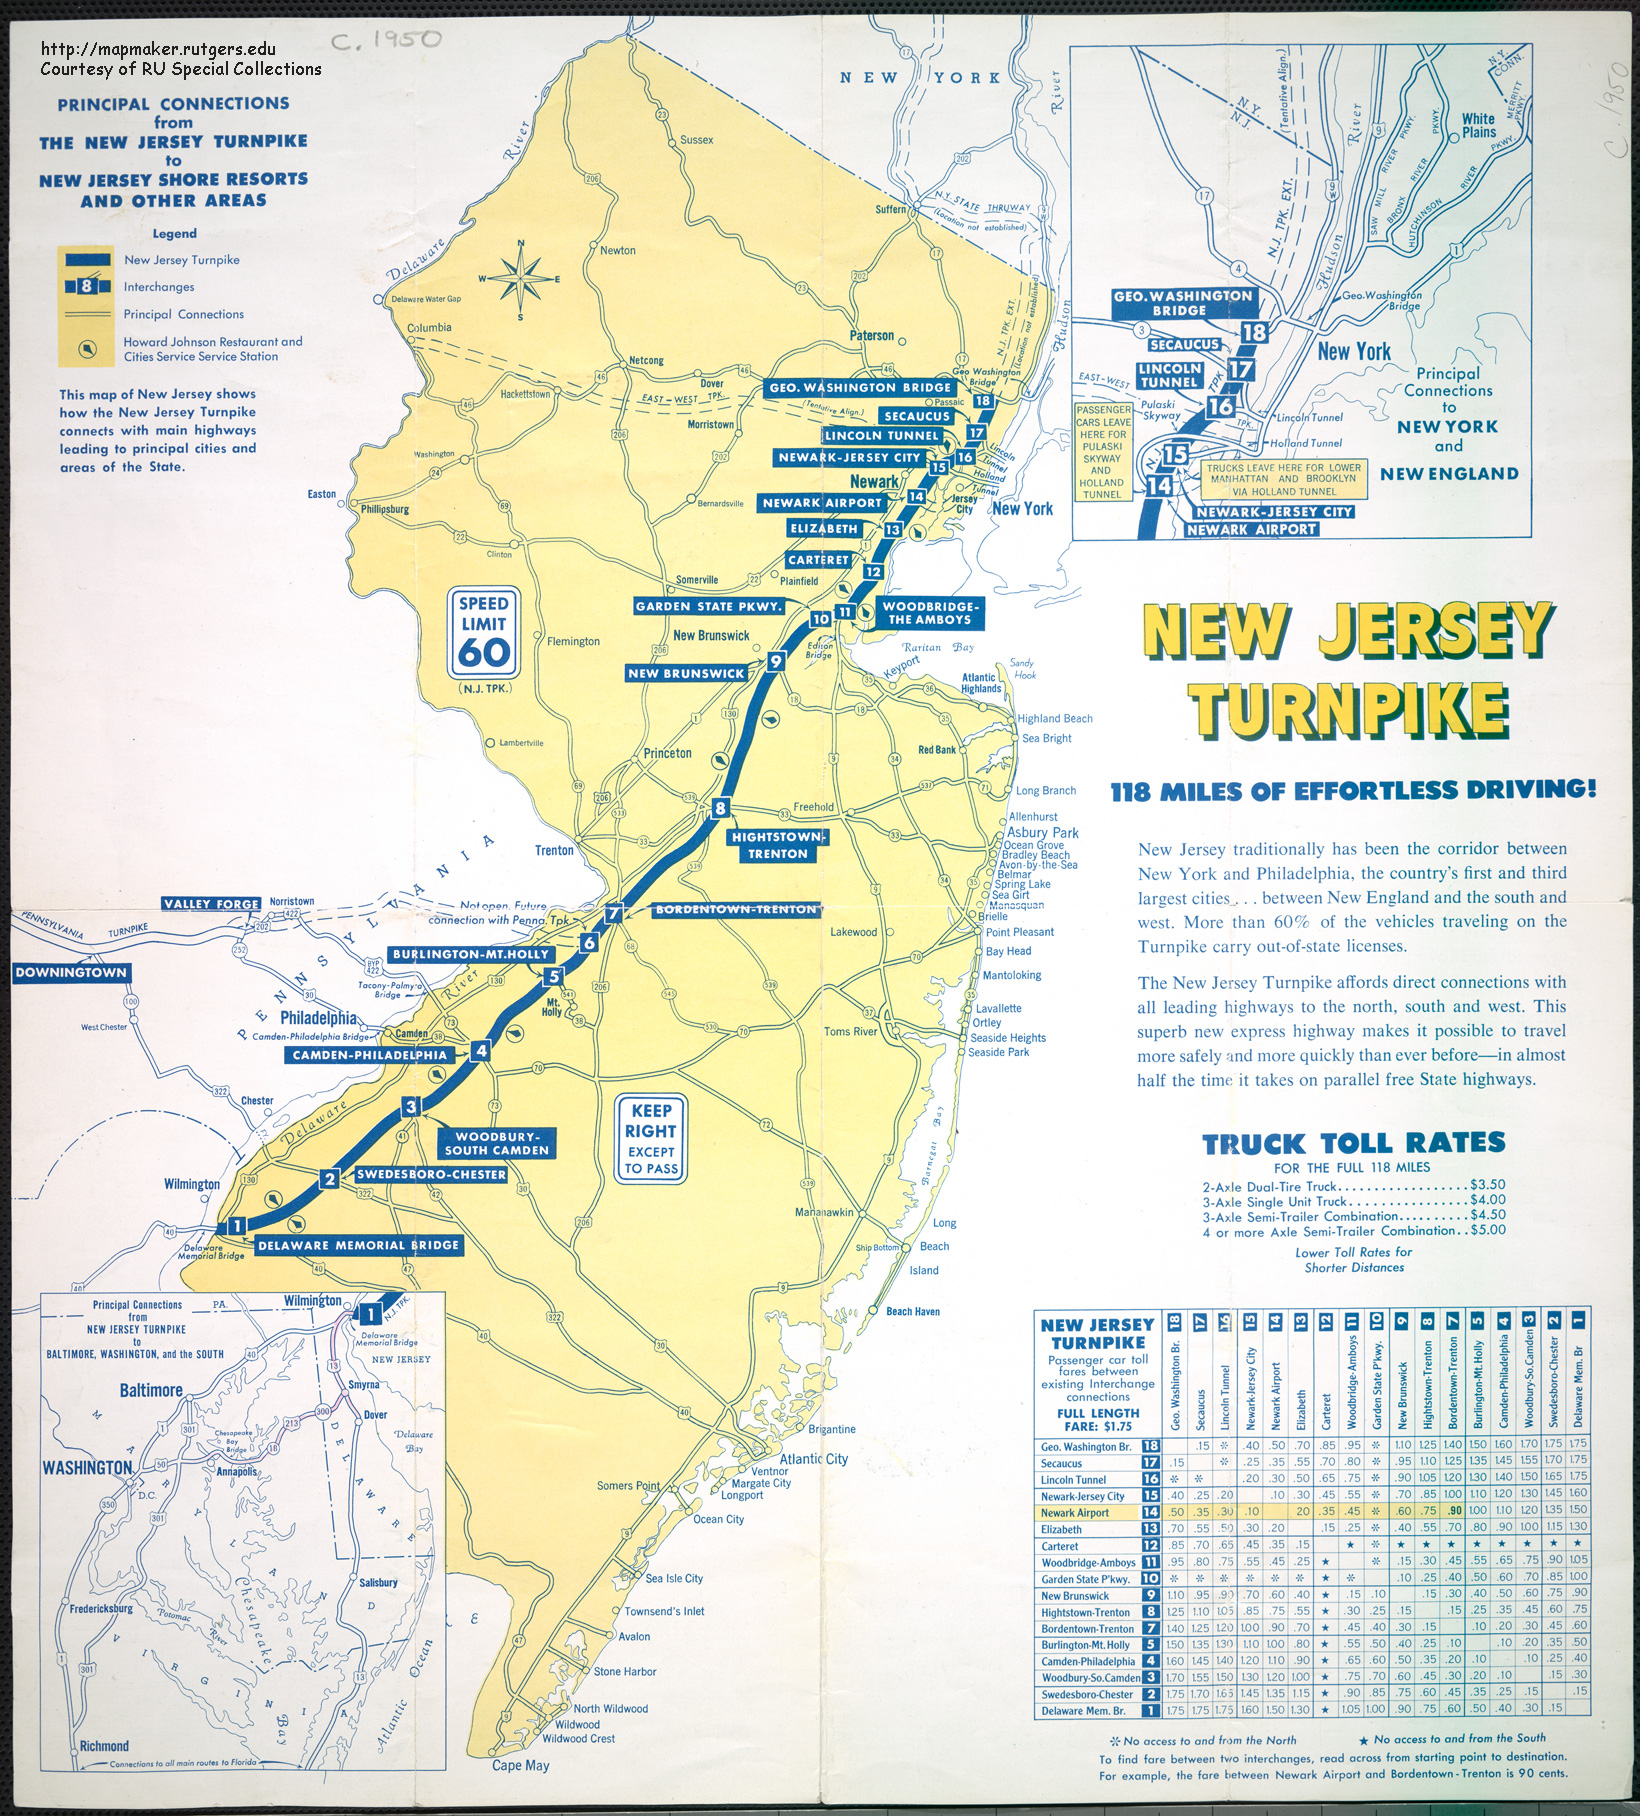 http://mapmaker.rutgers.edu
Courtesy of RU Special Collections
C. 1950
PRINCIPAL CONNECTIONS
from
THE NEW JERSEY TURNPIKE
to
NEW JERSEY SHORE RESORTS
AND OTHER AREAS
Legend
New Jersey Turnpike
8 Interchanges
Principal Connections
Howard Johnson Restaurant and
Cities Service Service Station
This map of New Jersey shows
how the New Jersey Turnpike
connects with main highways
leading to principal cities and
areas of the State.
NEW YORK
River
Delaware
River
Hudson
Sussex
Suffern
N.Y. STATE THRUWAY
(Location not established)
Newton
N
W E
S
Delaware Water Gap
Columbia
Paterson
N.J. TPK. EXT.
(Location not established)
Netcong
Dover
Hackettstown
EAST-WEST TPK.
(Tentative Align.)
Geo Washington
Bridge
GEO. WASHINGTON BRIDGE
18
Passaic
SECAUCUS
17
Morristown
LINCOLN TUNNEL
16
Washington
NEWARK-JERSEY CITY
15
Lincoln
Tunnel
Holland
Tunnel
Newark
Easton
Phillipsburg
Bernardsville
NEWARK AIRPORT
14
Jersey
City
New York
ELIZABETH
13
Clinton
CARTERET
12
Somerville
Plainfield
SPEED
LIMIT
60
(N.J. TPK.)
GARDEN STATE PKWY.
10
11
WOODBRIDGE-
THE AMBOYS
Flemington
New Brunswick
Edison
Bridge
Raritan Bay
Keyport
Sandy
Hook
NEW BRUNSWICK
9
Atlantic
Highlands
Highland Beach
Sea Bright
Lambertville
Princeton
Red Bank
Long Branch
8
Freehold
HIGHTSTOWN-
TRENTON
Allenhurst
Asbury Park
Ocean Grove
Bradley Beach
Avon-by-the-Sea
Belmar
Spring Lake
Sea Girt
Manasquan
Brielle
Point Pleasant
Bay Head
Mantoloking
Lavallette
Ortley
Seaside Heights
Seaside Park
Trenton
PENNSYLVANIA
VALLEY FORGE
Norristown
PENNSYLVANIA TURNPIKE
DOWNINGTOWN
Not open. Future
connection with Penna. Tpk.
7
BORDENTOWN-TRENTON
6
BURLINGTON-MT.HOLLY
5
Lakewood
Tacony-Palmyra
Bridge
River
Mt.
Holly
West Chester
Philadelphia
Camden-Philadelphia Bridge
Camden
CAMDEN-PHILADELPHIA
4
Toms River
Chester
Delaware
3
WOODBURY-
SOUTH CAMDEN
KEEP
RIGHT
EXCEPT
TO PASS
Barnegat Bay
Wilmington
2
SWEDESBORO-CHESTER
1
Delaware
Memorial Bridge
DELAWARE MEMORIAL BRIDGE
Manahawkin
Ship Bottom
Long
Beach
Island
Beach Haven
Brigantine
Atlantic City
Ventnor
Margate City
Longport
Somers Point
Ocean City
Sea Isle City
Townsend's Inlet
Avalon
Stone Harbor
North Wildwood
Wildwood
Wildwood Crest
Cape May
Principal Connections
from
NEW JERSEY TURNPIKE
to
BALTIMORE, WASHINGTON, and the SOUTH
PA.
Wilmington
1
N.J. TPK.
Delaware
Memorial Bridge
NEW JERSEY
Baltimore
Smyrna
Dover
Delaware
Bay
MARYLAND
DELAWARE
Chesapeake
Bay
Bridge
WASHINGTON
D.C.
Annapolis
Salisbury
Fredericksburg
Potomac
River
Chesapeake
Bay
VIRGINIA
Atlantic Ocean
Richmond
Connections to all main routes to Florida
N.Y.
N.J.
(Tentative Align.)
N.J. TPK. EXT.
River
Hudson
N.Y.
CONN.
MERRITT
PKWY.
White
Plains
SAW MILL RIVER PKWY.
BRONX RIVER PKWY.
HUTCHINSON RIVER PKWY.
GEO. WASHINGTON
BRIDGE
18
Geo. Washington
Bridge
SECAUCUS
17
New York
LINCOLN
TUNNEL
16
EAST-WEST
TPK.
Pulaski
Skyway
Lincoln Tunnel
Holland Tunnel
PASSENGER
CARS LEAVE
HERE FOR
PULASKI
SKYWAY
AND
HOLLAND
TUNNEL
15
14
TRUCKS LEAVE HERE FOR LOWER
MANHATTAN AND BROOKLYN
VIA HOLLAND TUNNEL
NEWARK-JERSEY CITY
NEWARK AIRPORT
Principal
Connections
to
NEW YORK
and
NEW ENGLAND
C. 1950
NEW JERSEY
TURNPIKE
118 MILES OF EFFORTLESS DRIVING!
New Jersey traditionally has been the corridor between
New York and Philadelphia, the country's first and third
largest cities . . . between New England and the south and
west. More than 60% of the vehicles traveling on the
Turnpike carry out-of-state licenses.
The New Jersey Turnpike affords direct connections with
all leading highways to the north, south and west. This
superb new express highway makes it possible to travel
more safely and more quickly than ever before—in almost
half the time it takes on parallel free State highways.
TRUCK TOLL RATES
FOR THE FULL 118 MILES
2-Axle Dual-Tire Truck..................$3.50
3-Axle Single Unit Truck................$4.00
3-Axle Semi-Trailer Combination..........$4.50
4 or more Axle Semi-Trailer Combination..$5.00
Lower Toll Rates for
Shorter Distances
NEW JERSEY
TURNPIKE
Passenger car toll
fares between
existing Interchange
connections
FULL LENGTH
FARE: $1.75
18 17 16 15 14 13 12 11 10 9 8 7 5 4 3 2 1
Geo. Washington Br.
Secaucus
Lincoln Tunnel
Newark-Jersey City
Newark Airport
Elizabeth
Carteret
Woodbridge-Amboys
Garden State P'kwy.
New Brunswick
Hightstown-Trenton
Bordentown-Trenton
Burlington-Mt. Holly
Camden-Philadelphia
Woodbury-So.Camden
Swedesboro-Chester
Delaware Mem. Br
Geo. Washington Br. 18 .15 * .40 .50 .70 .85 .95 * 1.10 1.25 1.40 1.50 1.60 1.70 1.75 1.75
Secaucus 17 .15 * .25 .35 .55 .70 .80 * .95 1.10 1.25 1.35 1.45 1.55 1.70 1.75
Lincoln Tunnel 16 * * .20 .30 .50 .65 .75 * .90 1.05 1.20 1.30 1.40 1.50 1.65 1.75
Newark-Jersey City 15 .40 .25 .20 .10 .30 .45 .55 * .70 .85 1.00 1.10 1.20 1.30 1.45 1.60
Newark Airport 14 .50 .35 .30 .10 20 .35 .45 * .60 .75 .90 1.00 1.10 1.20 1.35 1.50
Elizabeth 13 .70 .55 .50 .30 .20 .15 .25 * .40 .55 .70 .80 .90 1.00 1.15 1.30
Carteret 12 .85 .70 .65 .45 .35 .15 ★ * ★ ★ ★ ★ ★ ★ ★ ★
Woodbridge-Amboys 11 .95 .80 .75 .55 .45 .25 ★ * .15 .30 .45 .55 .65 .75 .90 1.05
Garden State P'kwy. 10 * * * * * * ★ * .10 .25 .40 .50 .60 .70 .85 1.00
New Brunswick 9 1.10 .95 .90 .70 .60 .40 ★ .15 .10 .15 .30 .40 .50 .60 .75 .90
Hightstown-Trenton 8 1.25 1.10 1.05 .85 .75 .55 ★ .30 .25 .15 .15 .25 .35 .45 .60 .75
Bordentown-Trenton 7 1.40 1.25 1.20 1.00 .90 .70 ★ .45 .40 .30 .15 .10 .20 .30 .45 .60
Burlington-Mt. Holly 5 1.50 1.35 1.30 1.10 1.00 .80 ★ .55 .50 .40 .25 .10 .10 .20 .35 .50
Camden-Philadelphia 4 1.60 1.45 1.40 1.20 1.10 .90 ★ .65 .60 .50 .35 .20 .10 .10 .25 .40
Woodbury-So.Camden 3 1.70 1.55 1.50 1.30 1.20 1.00 ★ .75 .70 .60 .45 .30 .20 .10 .15 .30
Swedesboro-Chester 2 1.75 1.70 1.65 1.45 1.35 1.15 ★ .90 .85 .75 .60 .45 .35 .25 .15 .15
Delaware Mem. Br. 1 1.75 1.75 1.75 1.60 1.50 1.30 ★ 1.05 1.00 .90 .75 .60 .50 .40 .30 .15
* No access to and from the North ★ No access to and from the South
To find fare between two interchanges, read across from starting point to destination.
For example, the fare between Newark Airport and Bordentown-Trenton is 90 cents.